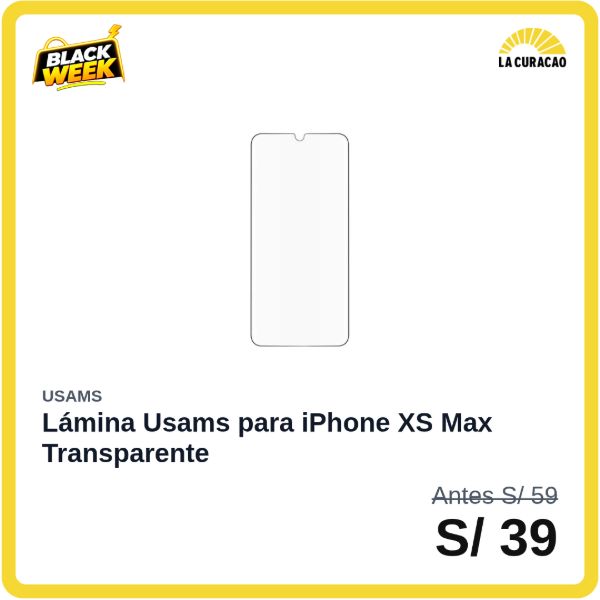 BLACK
WEEK
LA CURACAO
USAMS
Lámina Usams para iPhone XS Max
Transparente
Antes S/ 59
S/ 39